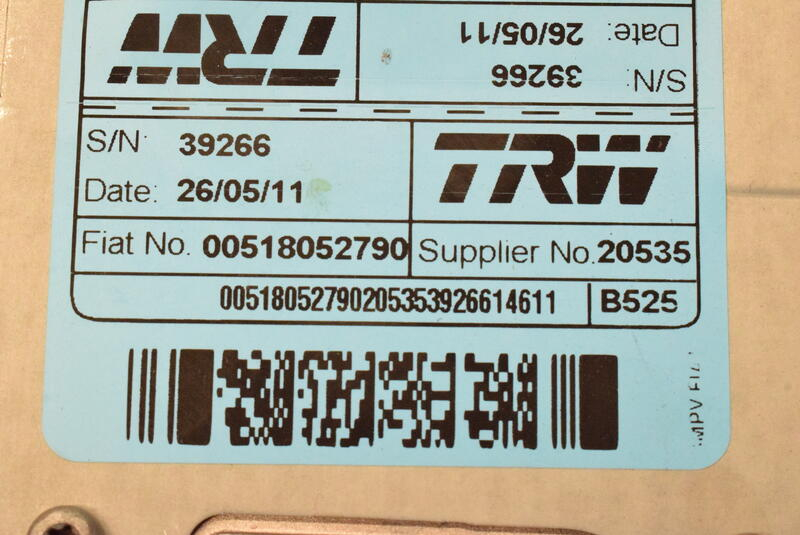 TRW
Date: 26/05/11
S/N: 39266
S/N: 39266
TRW
Date: 26/05/11
Fiat No. 00518052790
Supplier No. 20535
00518052790205353926614611
B525